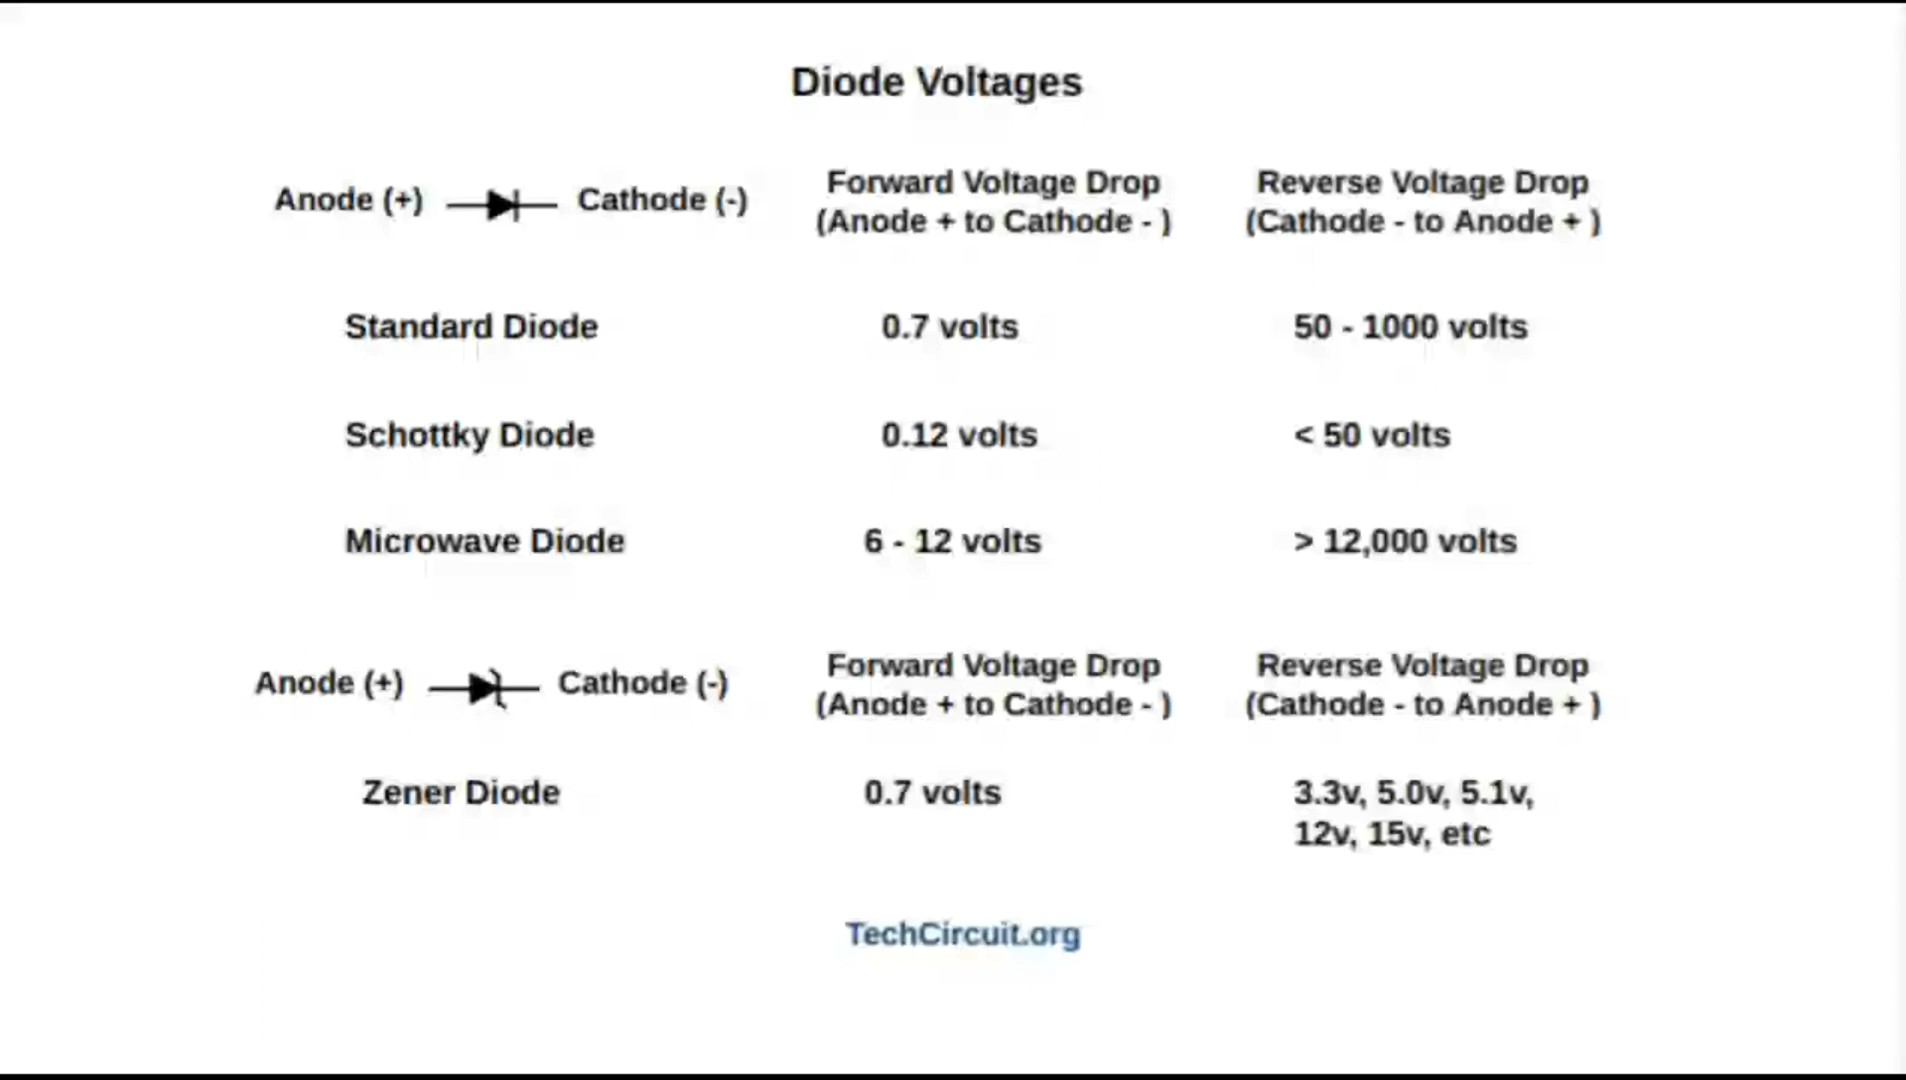 Diode Voltages
Anode (+) Cathode (-)
Forward Voltage Drop
(Anode + to Cathode - )
Reverse Voltage Drop
(Cathode - to Anode + )
Standard Diode 0.7 volts 50 - 1000 volts
Schottky Diode 0.12 volts < 50 volts
Microwave Diode 6 - 12 volts > 12,000 volts
Anode (+) Cathode (-)
Forward Voltage Drop
(Anode + to Cathode - )
Reverse Voltage Drop
(Cathode - to Anode + )
Zener Diode 0.7 volts 3.3v, 5.0v, 5.1v,
12v, 15v, etc
TechCircuit.org